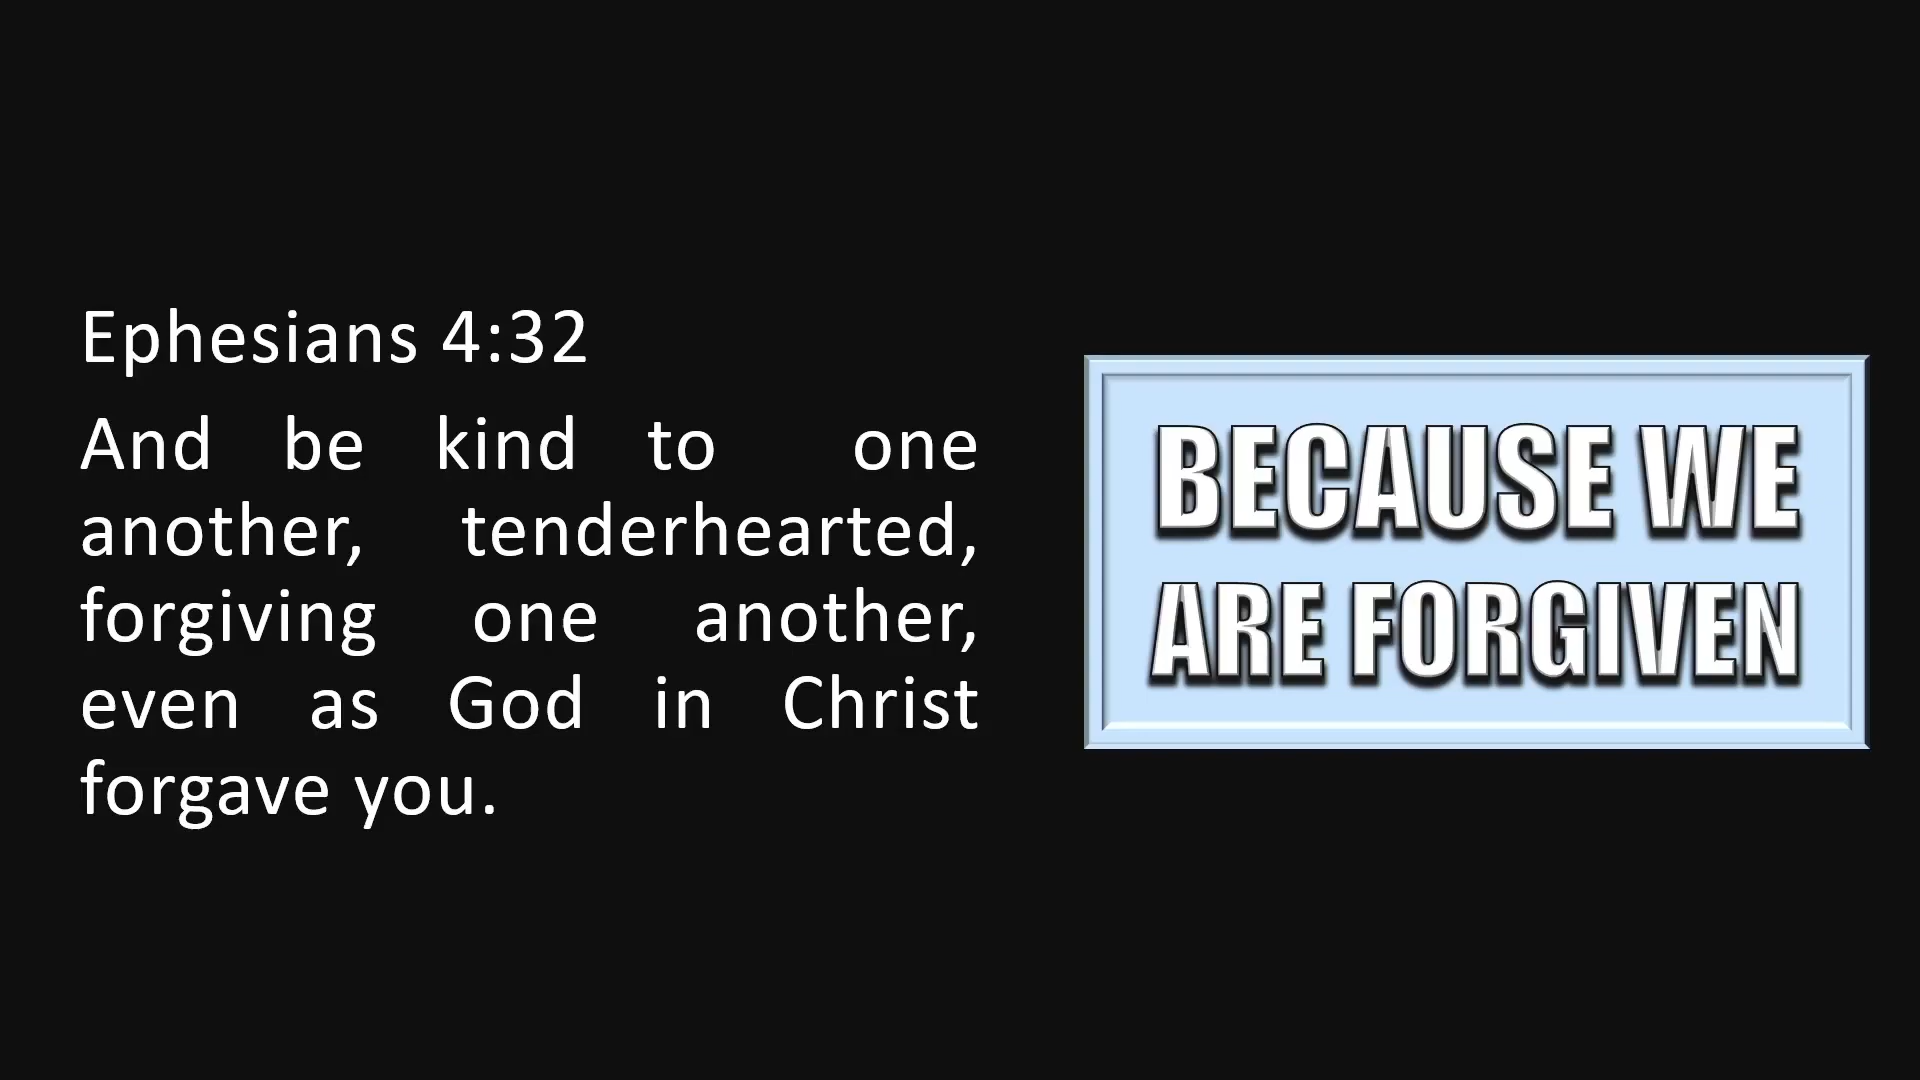 Ephesians 4:32
And be kind to one
another, tenderhearted,
forgiving one another,
even as God in Christ
forgave you.
BECAUSE WE
ARE FORGIVEN